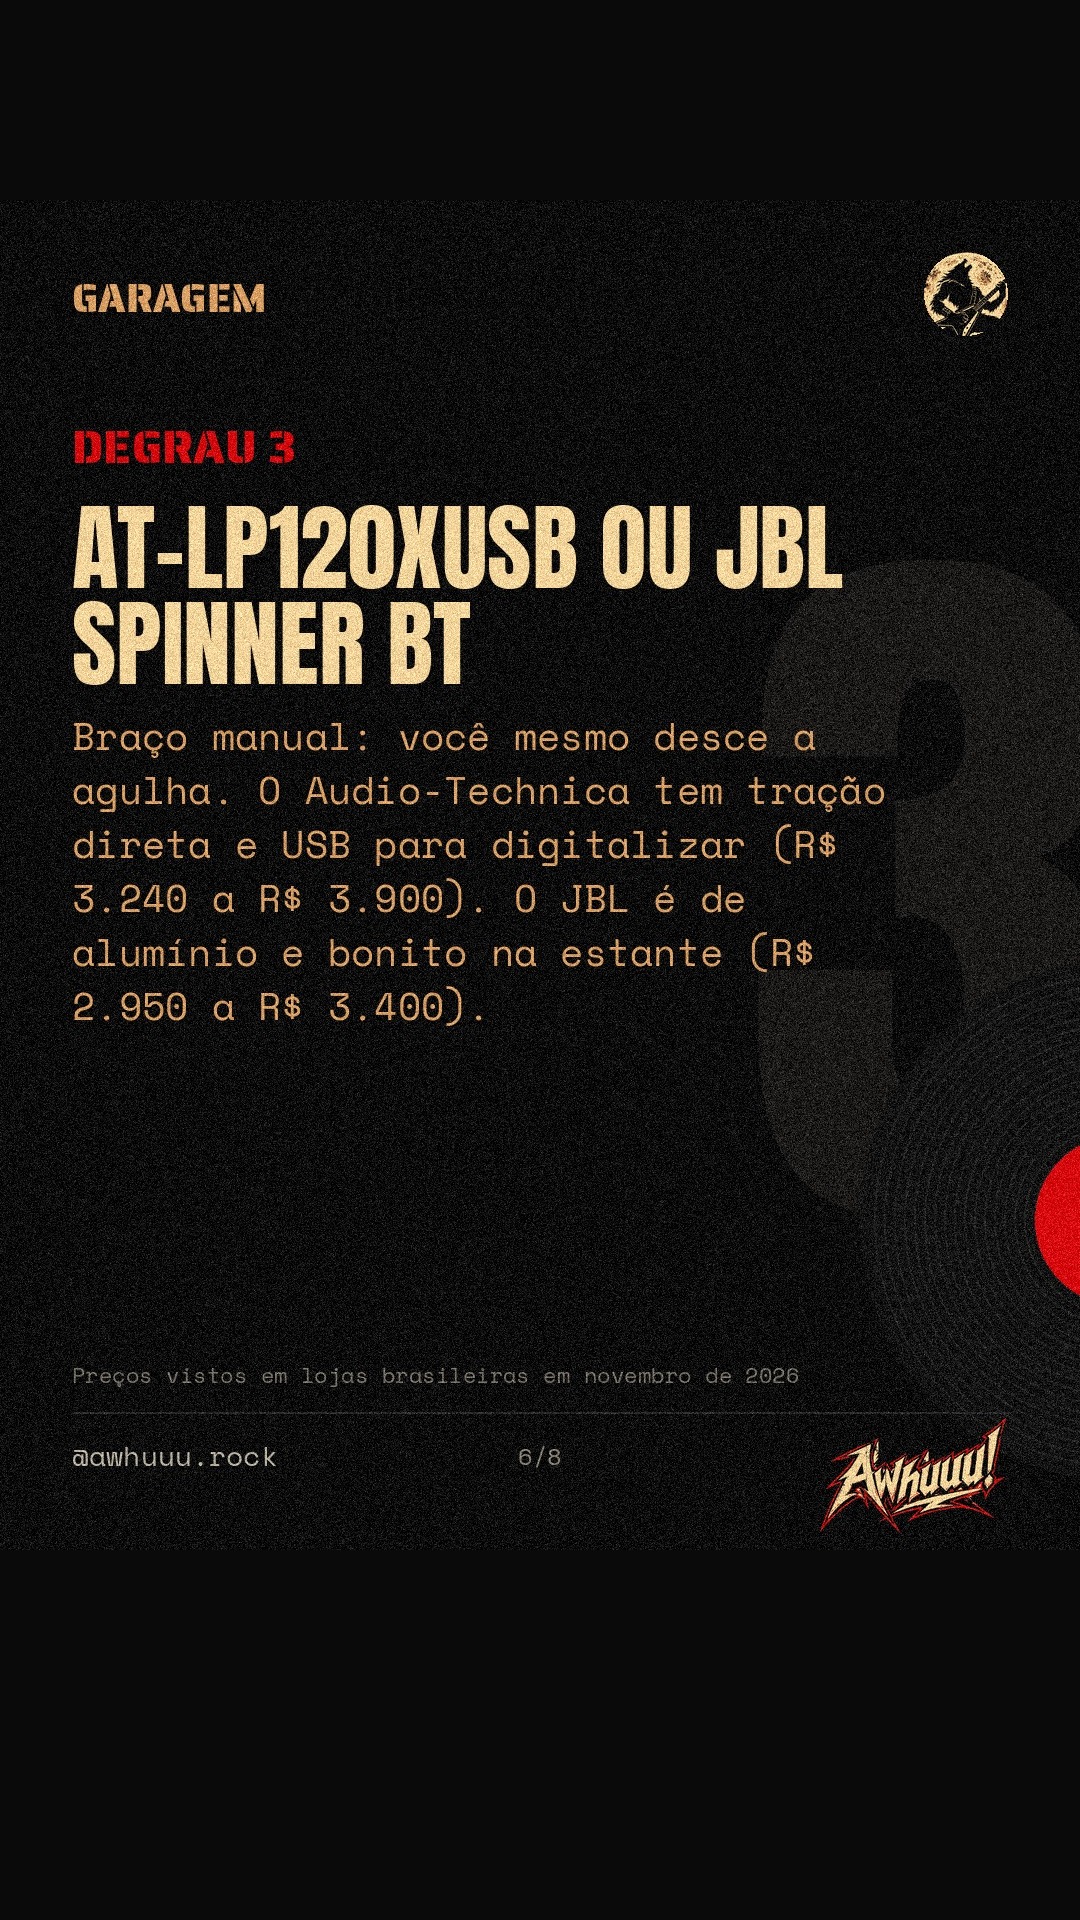 GARAGEM
DEGRAU 3
AT-LP120XUSB OU JBL
SPINNER BT
Braço manual: você mesmo desce a
agulha. O Audio-Technica tem tração
direta e USB para digitalizar (R$
3.240 a R$ 3.900). O JBL é de
alumínio e bonito na estante (R$
2.950 a R$ 3.400).
3
Preços vistos em lojas brasileiras em novembro de 2026
@awhuuu.rock
6/8
Awhuuu!